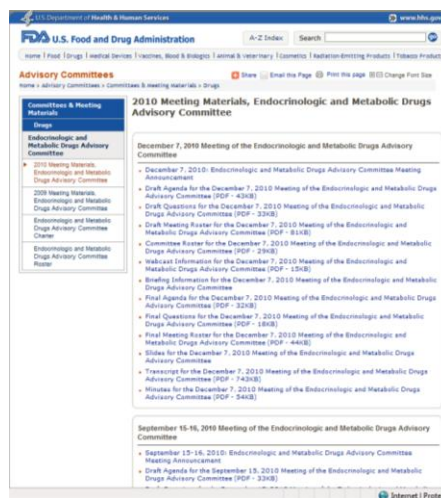 U.S. Department of Health & Human Services www.hhs.gov
FDA U.S. Food and Drug Administration A-Z Index Search
Home | Food | Drugs | Medical Devices | Vaccines, Blood & Biologics | Animal & Veterinary | Cosmetics | Radiation-Emitting Products | Tobacco Products
Advisory Committees Share Email this Page Print this page Change Font Size
Home > Advisory Committees > Committees & Meeting Materials > Drugs
Committees & Meeting
Materials
Drugs
Endocrinologic and
Metabolic Drugs Advisory
Committee
2010 Meeting Materials,
Endocrinologic and Metabolic
Drugs Advisory Committee
2009 Meeting Materials,
Endocrinologic and Metabolic
Drugs Advisory Committee
Endocrinologic and Metabolic
Drugs Advisory Committee
Charter
Endocrinologic and Metabolic
Drugs Advisory Committee
Roster
2010 Meeting Materials, Endocrinologic and Metabolic Drugs
Advisory Committee
December 7, 2010 Meeting of the Endocrinologic and Metabolic Drugs Advisory
Committee
December 7, 2010: Endocrinologic and Metabolic Drugs Advisory Committee Meeting
Announcement
Draft Agenda for the December 7, 2010 Meeting of the Endocrinologic and Metabolic Drugs
Advisory Committee (PDF - 43KB)
Draft Questions for the December 7, 2010 Meeting of the Endocrinologic and Metabolic
Drugs Advisory Committee (PDF - 33KB)
Draft Meeting Roster for the December 7, 2010 Meeting of the Endocrinologic and
Metabolic Drugs Advisory Committee (PDF - 81KB)
Committee Roster for the December 7, 2010 Meeting of the Endocrinologic and Metabolic
Drugs Advisory Committee (PDF - 29KB)
Webcast Information for the December 7, 2010 Meeting of the Endocrinologic and
Metabolic Drugs Advisory Committee (PDF - 15KB)
Briefing Information for the December 7, 2010 Meeting of the Endocrinologic and Metabolic
Drugs Advisory Committee
Final Agenda for the December 7, 2010 Meeting of the Endocrinologic and Metabolic Drugs
Advisory Committee (PDF - 32KB)
Final Questions for the December 7, 2010 Meeting of the Endocrinologic and Metabolic
Drugs Advisory Committee (PDF - 16KB)
Final Meeting Roster for the December 7, 2010 Meeting of the Endocrinologic and
Metabolic Drugs Advisory Committee (PDF - 44KB)
Slides for the December 7, 2010 Meeting of the Endocrinologic and Metabolic Drugs
Advisory Committee
Transcript for the December 7, 2010 Meeting of the Endocrinologic and Metabolic Drugs
Advisory Committee (PDF - 743KB)
Minutes for the December 7, 2010 Meeting of the Endocrinologic and Metabolic Drugs
Advisory Committee (PDF - 34KB)
September 15-16, 2010 Meeting of the Endocrinologic and Metabolic Drugs Advisory
Committee
September 15-16, 2010: Endocrinologic and Metabolic Drugs Advisory Committee
Meeting Announcement
Draft Agenda for the September 15, 2010 Meeting of the Endocrinologic and Metabolic
Drugs Advisory Committee (PDF - 33KB)
Internet | Prote